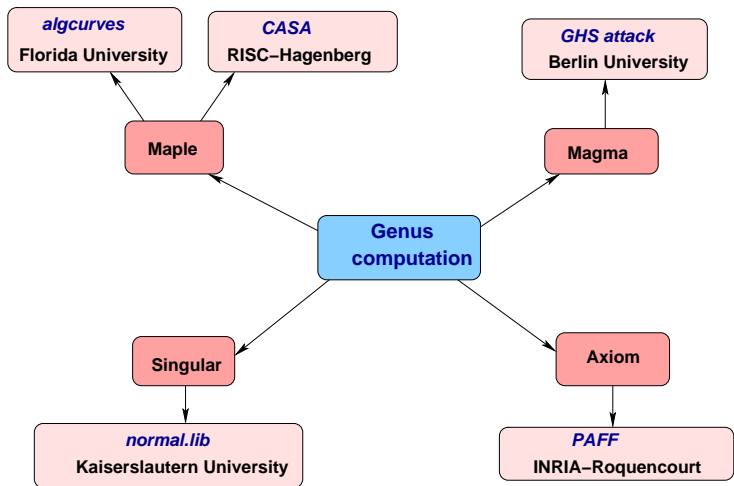 algcurves
Florida University
CASA
RISC−Hagenberg
GHS attack
Berlin University
Maple
Magma
Genus
computation
Singular
Axiom
normal.lib
Kaiserslautern University
PAFF
INRIA−Roquencourt